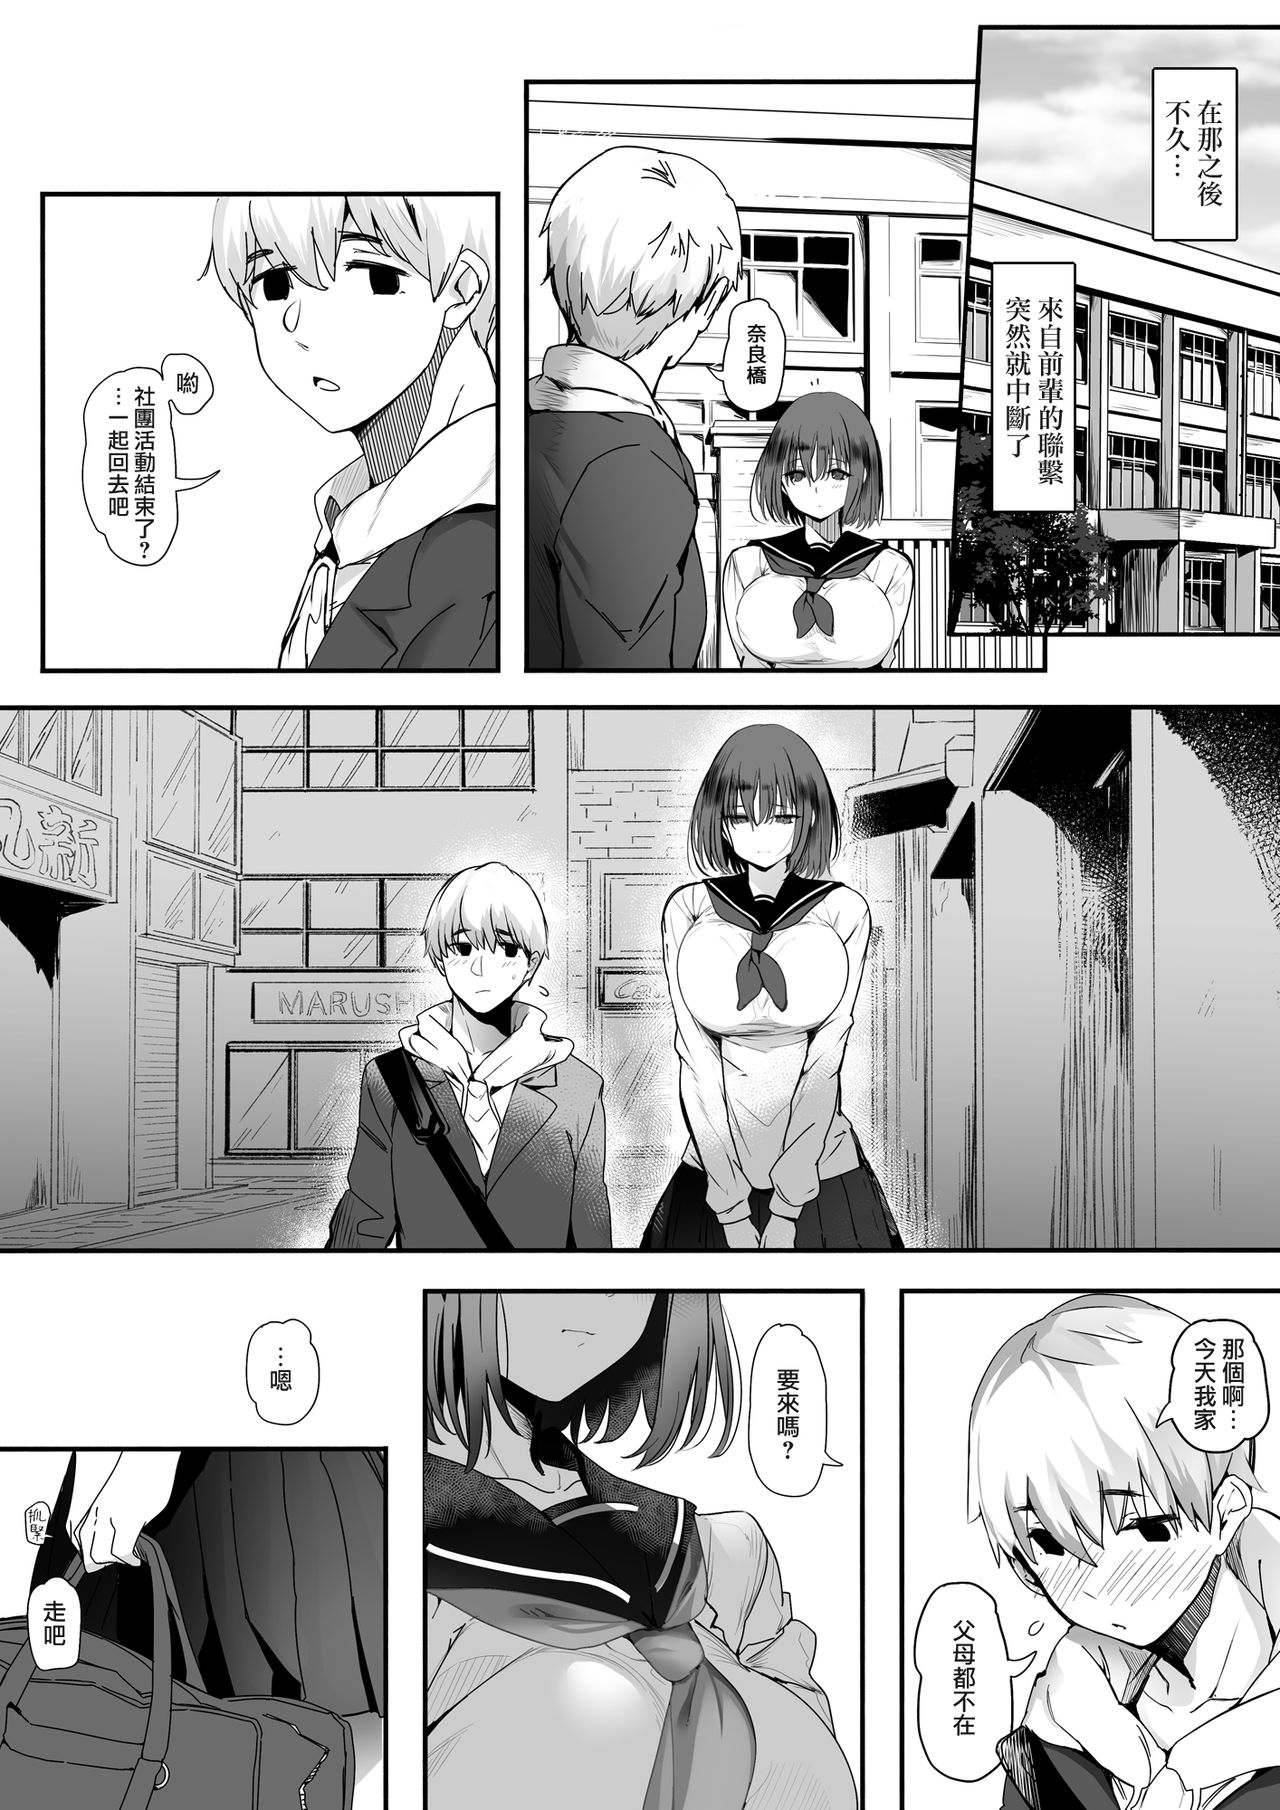 在那之後
不久…
來自前輩的聯繫
突然就中斷了
奈良橋
喲
社團活動結束了?
…一起回去吧
新
MARUSH
那個啊…
今天我家
父母都不在
要來嗎?
…嗯
抓緊
走吧